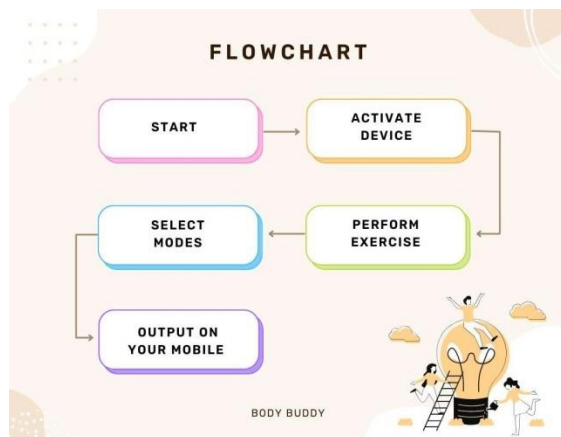 FLOWCHART
START
ACTIVATE
DEVICE
PERFORM
EXERCISE
SELECT
MODES
OUTPUT ON
YOUR MOBILE
BODY BUDDY